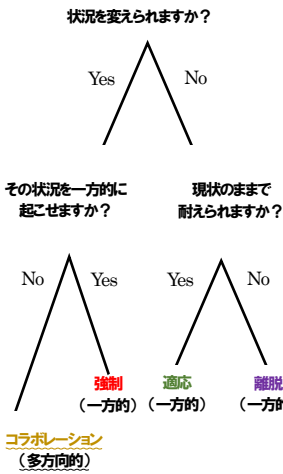 状況を変えられますか？
Yes
No
その状況を一方的に
起こせますか？
現状のままで
耐えられますか？
No
Yes
Yes
No
強制
（一方的）
適応
（一方的）
離脱
（一方的
コラボレーション
（多方向的）